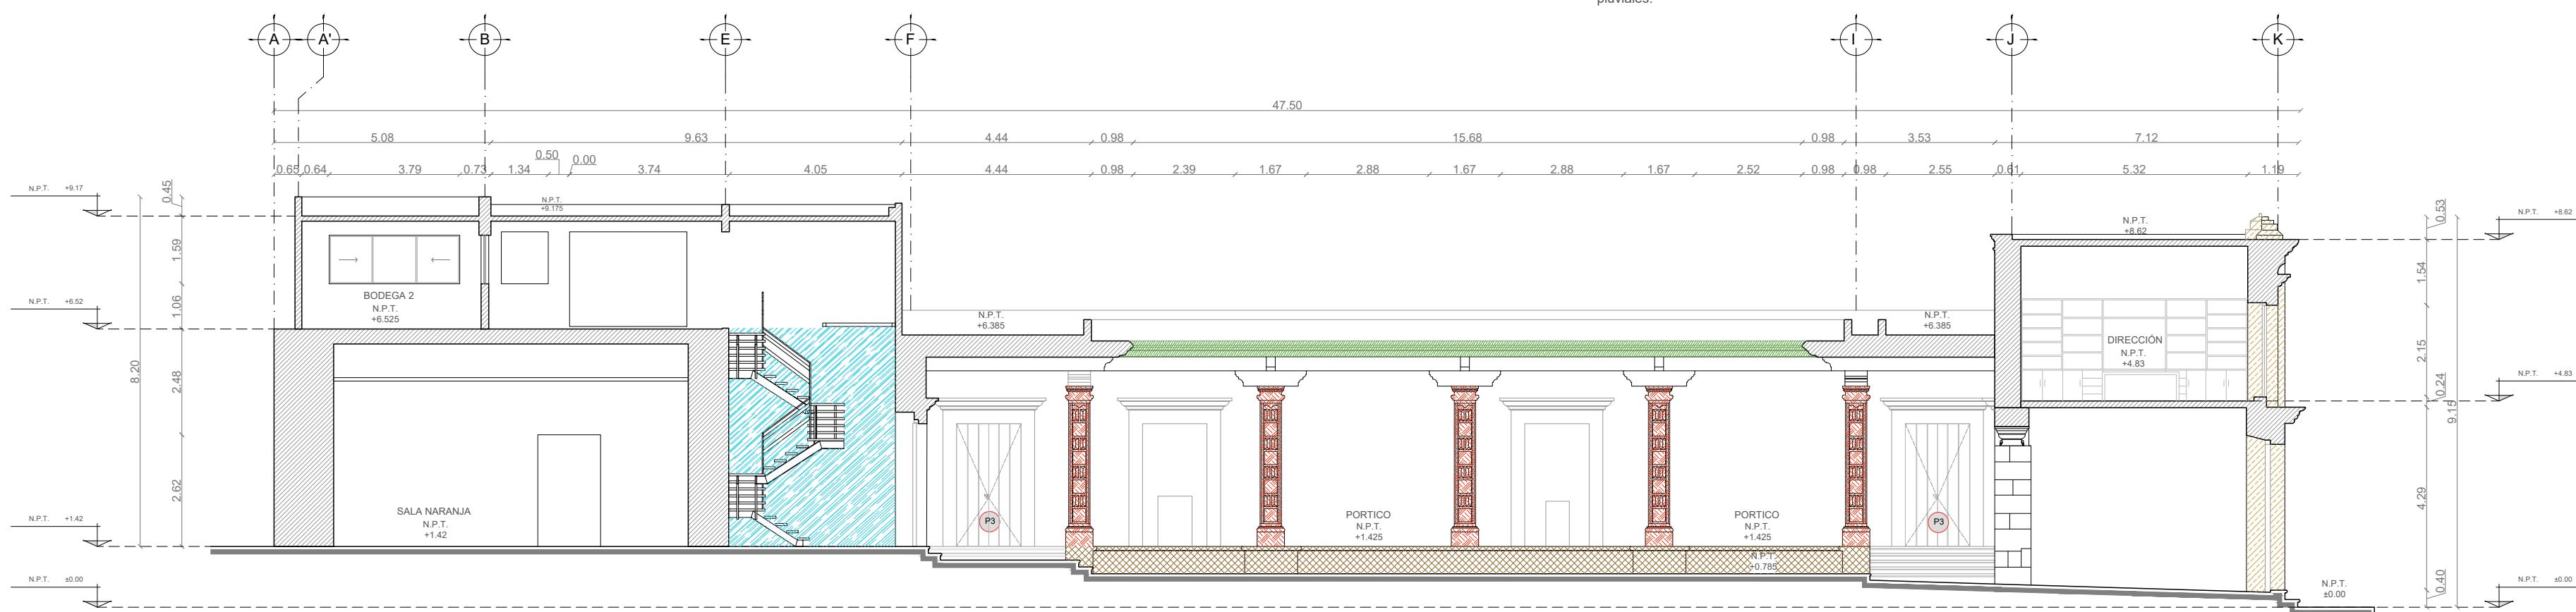 pluviales.
A A' B E F I J K
47.50
5.08 9.63 4.44 0.98 15.68 0.98 3.53 7.12
0.50 0.00
0.65 0.64 3.79 0.73 1.34 3.74 4.05 4.44 0.98 2.39 1.67 2.88 1.67 2.88 1.67 2.52 0.98 0.98 2.55 0.61 5.32 1.19
N.P.T. +9.17
0.45
N.P.T.
+9.175
N.P.T.
+8.62
0.53
N.P.T. +8.62
1.59
1.54
BODEGA 2
N.P.T.
+6.525
N.P.T. +6.52
1.06
N.P.T.
+6.385
N.P.T.
+6.385
DIRECCIÓN
N.P.T.
+4.83
2.15
8.20
2.48
0.24
N.P.T. +4.83
9.15
2.62
4.29
SALA NARANJA
N.P.T.
+1.42
P3
PORTICO
N.P.T.
+1.425
PORTICO
N.P.T.
+1.425
P3
N.P.T. +1.42
N.P.T.
+0.785
0.40
N.P.T. ±0.00
N.P.T.
±0.00
N.P.T. ±0.00